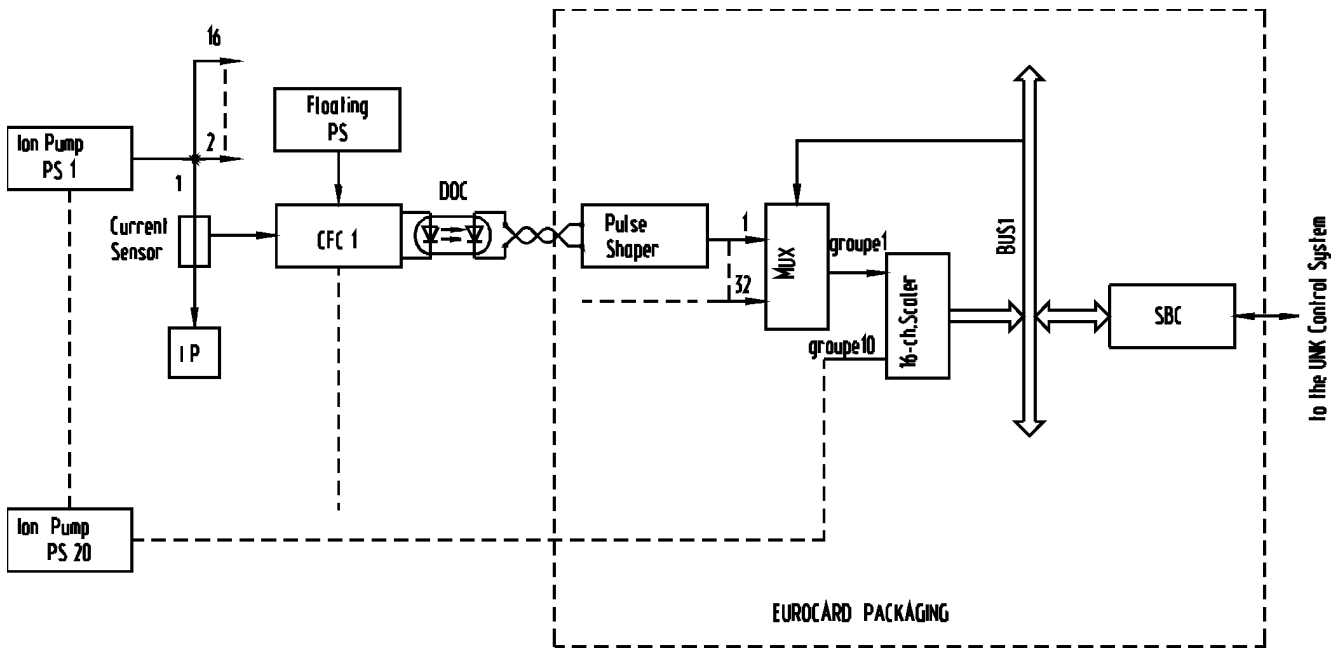 16
Floating
PS
Ion Pump
PS 1
2
1
DOC
Current
Sensor
CFC 1
Pulse
Shaper
1
MUX
groupe1
BUS1
32
16-ch.Scaler
SBC
to the UNK Control System
I P
groupe10
Ion Pump
PS 20
EUROCARD PACKAGING